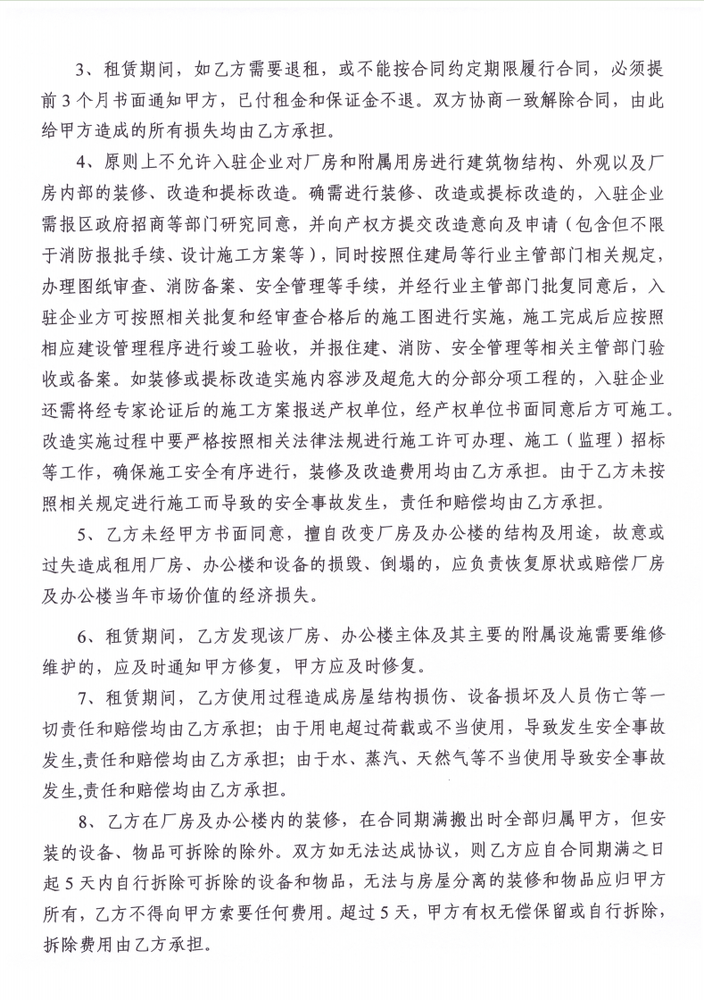 3、租赁期间，如乙方需要退租，或不能按合同约定期限履行合同，必须提
前 3 个月书面通知甲方，已付租金和保证金不退。双方协商一致解除合同，由此
给甲方造成的所有损失均由乙方承担。
4、原则上不允许入驻企业对厂房和附属用房进行建筑物结构、外观以及厂
房内部的装修、改造和提标改造。确需进行装修、改造或提标改造的，入驻企业
需报区政府招商等部门研究同意，并向产权方提交改造意向及申请（包含但不限
于消防报批手续、设计施工方案等），同时按照住建局等行业主管部门相关规定，
办理图纸审查、消防备案、安全管理等手续，并经行业主管部门批复同意后，入
驻企业方可按照相关批复和经审查合格后的施工图进行实施，施工完成后应按照
相应建设管理程序进行竣工验收，并报住建、消防、安全管理等相关主管部门验
收或备案。如装修或提标改造实施内容涉及超危大的分部分项工程的，入驻企业
还需将经专家论证后的施工方案报送产权单位，经产权单位书面同意后方可施工。
改造实施过程中要严格按照相关法律法规进行施工许可办理、施工（监理）招标
等工作，确保施工安全有序进行，装修及改造费用均由乙方承担。由于乙方未按
照相关规定进行施工而导致的安全事故发生，责任和赔偿均由乙方承担。
5、乙方未经甲方书面同意，擅自改变厂房及办公楼的结构及用途，故意或
过失造成租用厂房、办公楼和设备的损毁、倒塌的，应负责恢复原状或赔偿厂房
及办公楼当年市场价值的经济损失。
6、租赁期间，乙方发现该厂房、办公楼主体及其主要的附属设施需要维修
维护的，应及时通知甲方修复，甲方应及时修复。
7、租赁期间，乙方使用过程造成房屋结构损伤、设备损坏及人员伤亡等一
切责任和赔偿均由乙方承担；由于用电超过荷载或不当使用，导致发生安全事故
发生,责任和赔偿均由乙方承担；由于水、蒸汽、天然气等不当使用导致安全事故
发生,责任和赔偿均由乙方承担。
8、乙方在厂房及办公楼内的装修，在合同期满搬出时全部归属甲方，但安
装的设备、物品可拆除的除外。双方如无法达成协议，则乙方应自合同期满之日
起 5 天内自行拆除可拆除的设备和物品，无法与房屋分离的装修和物品应归甲方
所有，乙方不得向甲方索要任何费用。超过 5 天，甲方有权无偿保留或自行拆除，
拆除费用由乙方承担。